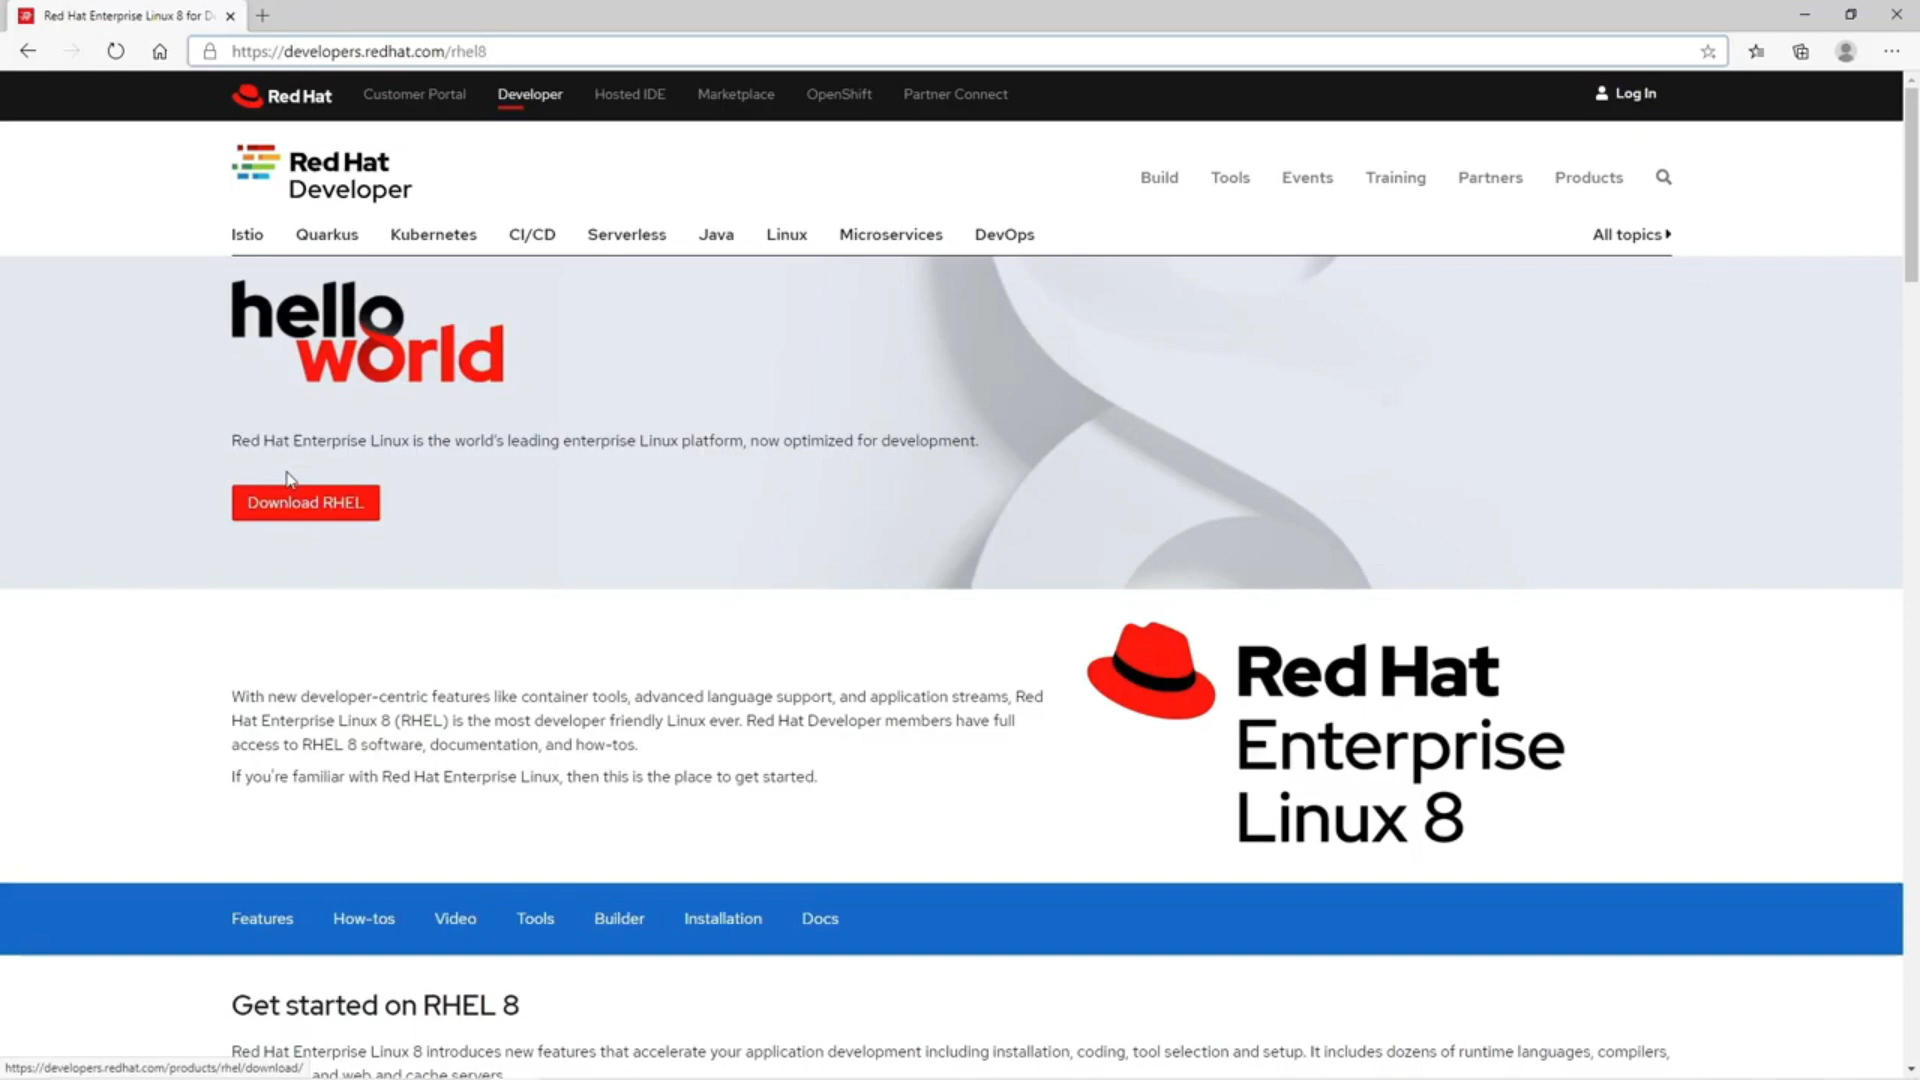 Red Hat Enterprise Linux 8 for D
https://developers.redhat.com/rhel8
Red Hat Customer Portal Developer Hosted IDE Marketplace OpenShift Partner Connect Log In
Red Hat
Developer
Build Tools Events Training Partners Products
Istio Quarkus Kubernetes CI/CD Serverless Java Linux Microservices DevOps All topics
hello
world
Red Hat Enterprise Linux is the world's leading enterprise Linux platform, now optimized for development.
Download RHEL
With new developer-centric features like container tools, advanced language support, and application streams, Red
Hat Enterprise Linux 8 (RHEL) is the most developer friendly Linux ever. Red Hat Developer members have full
access to RHEL 8 software, documentation, and how-tos.
If you're familiar with Red Hat Enterprise Linux, then this is the place to get started.
Red Hat
Enterprise
Linux 8
Features How-tos Video Tools Builder Installation Docs
Get started on RHEL 8
Red Hat Enterprise Linux 8 introduces new features that accelerate your application development including installation, coding, tool selection and setup. It includes dozens of runtime languages, compilers,
and web and cache servers.
https://developers.redhat.com/products/rhel/download/